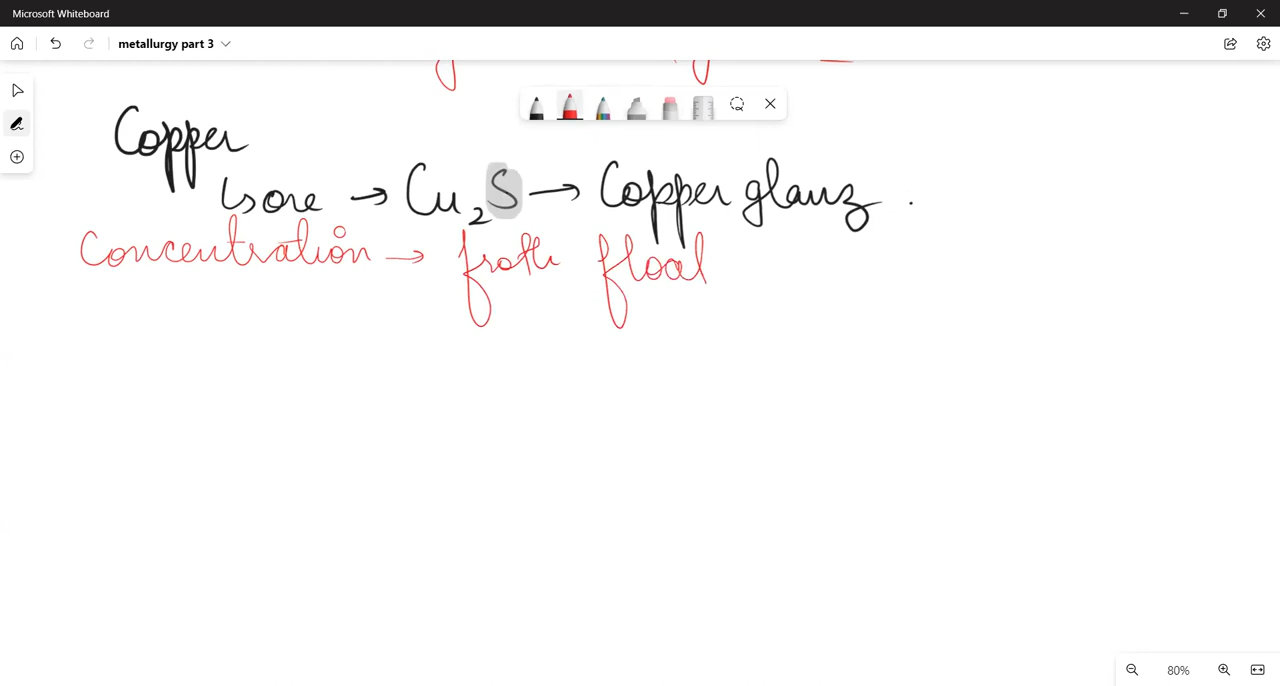 Microsoft Whiteboard
metallurgy part 3
Copper
↳ ore → Cu₂S → Copper glanz .
Concentration → froth float
80%